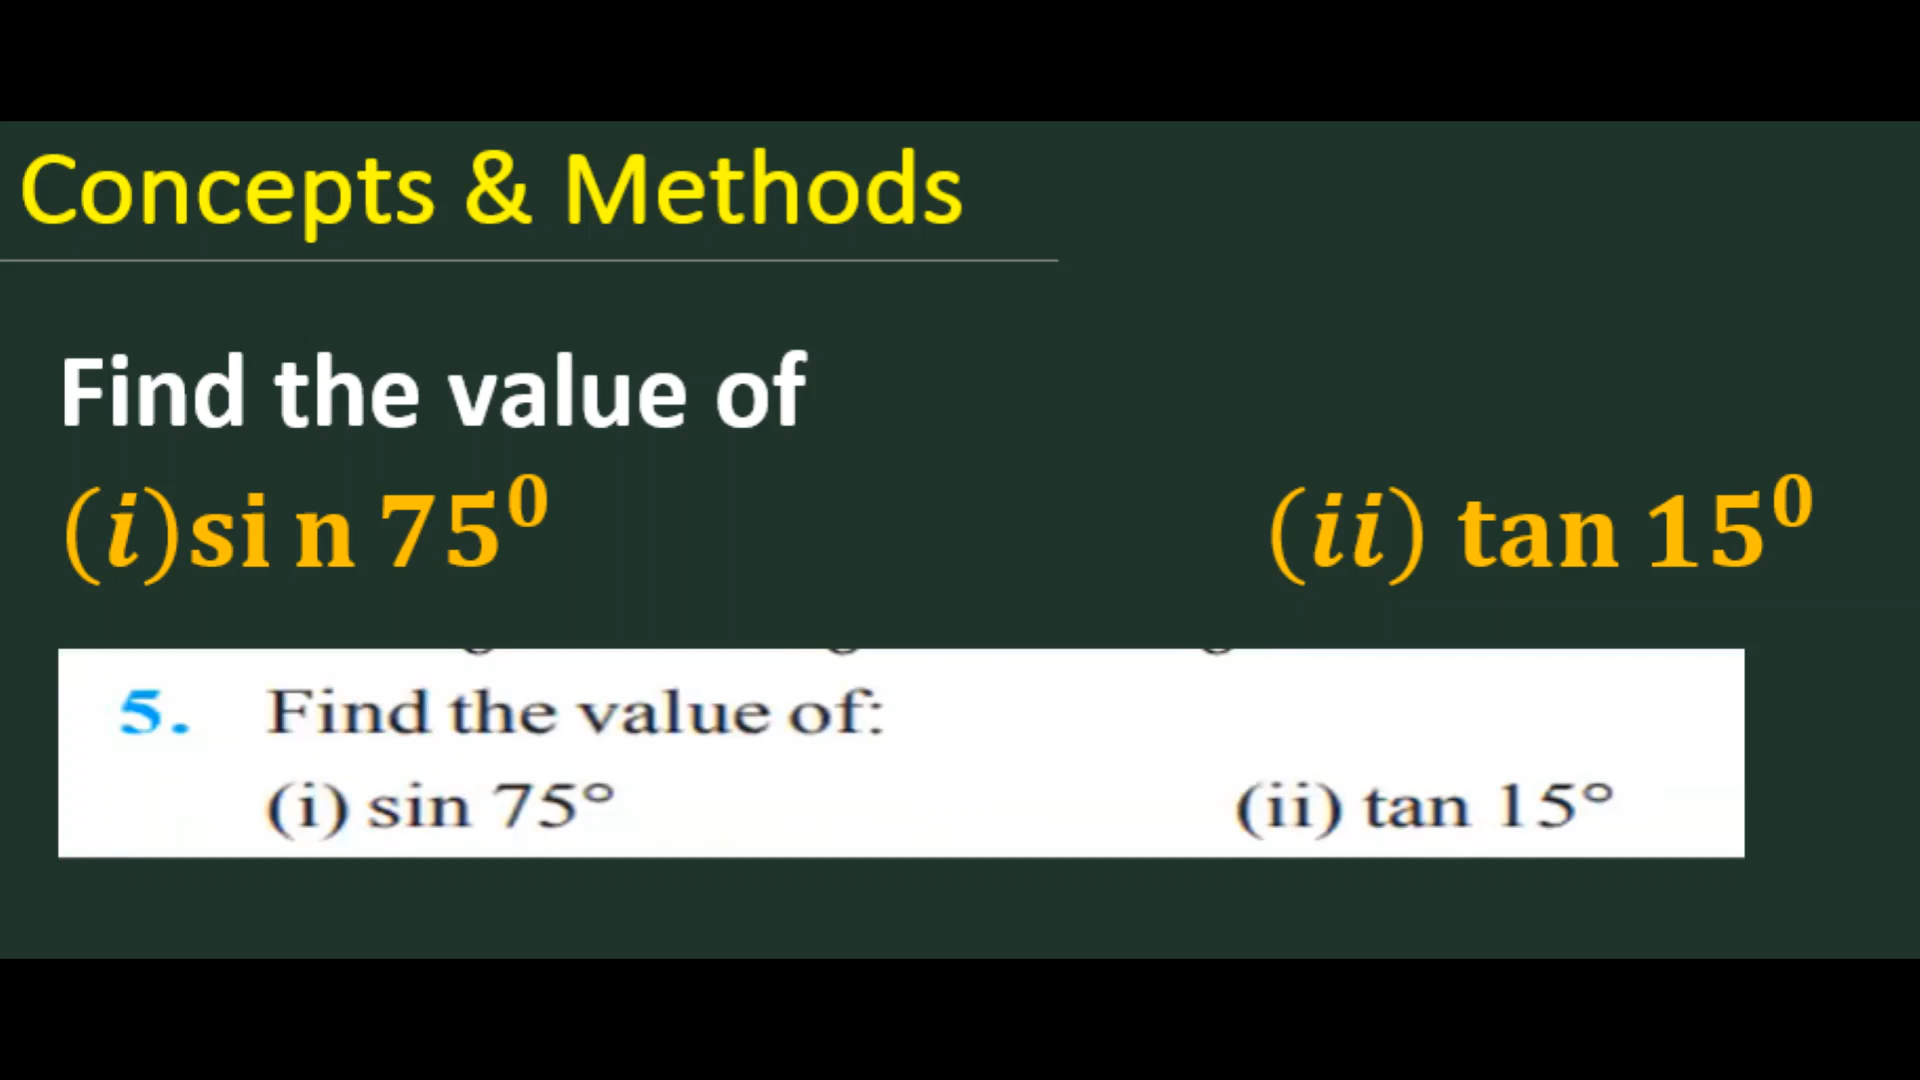 Concepts & Methods
Find the value of
(i)sin 75⁰ (ii) tan 15⁰
5. Find the value of:
(i) sin 75° (ii) tan 15°